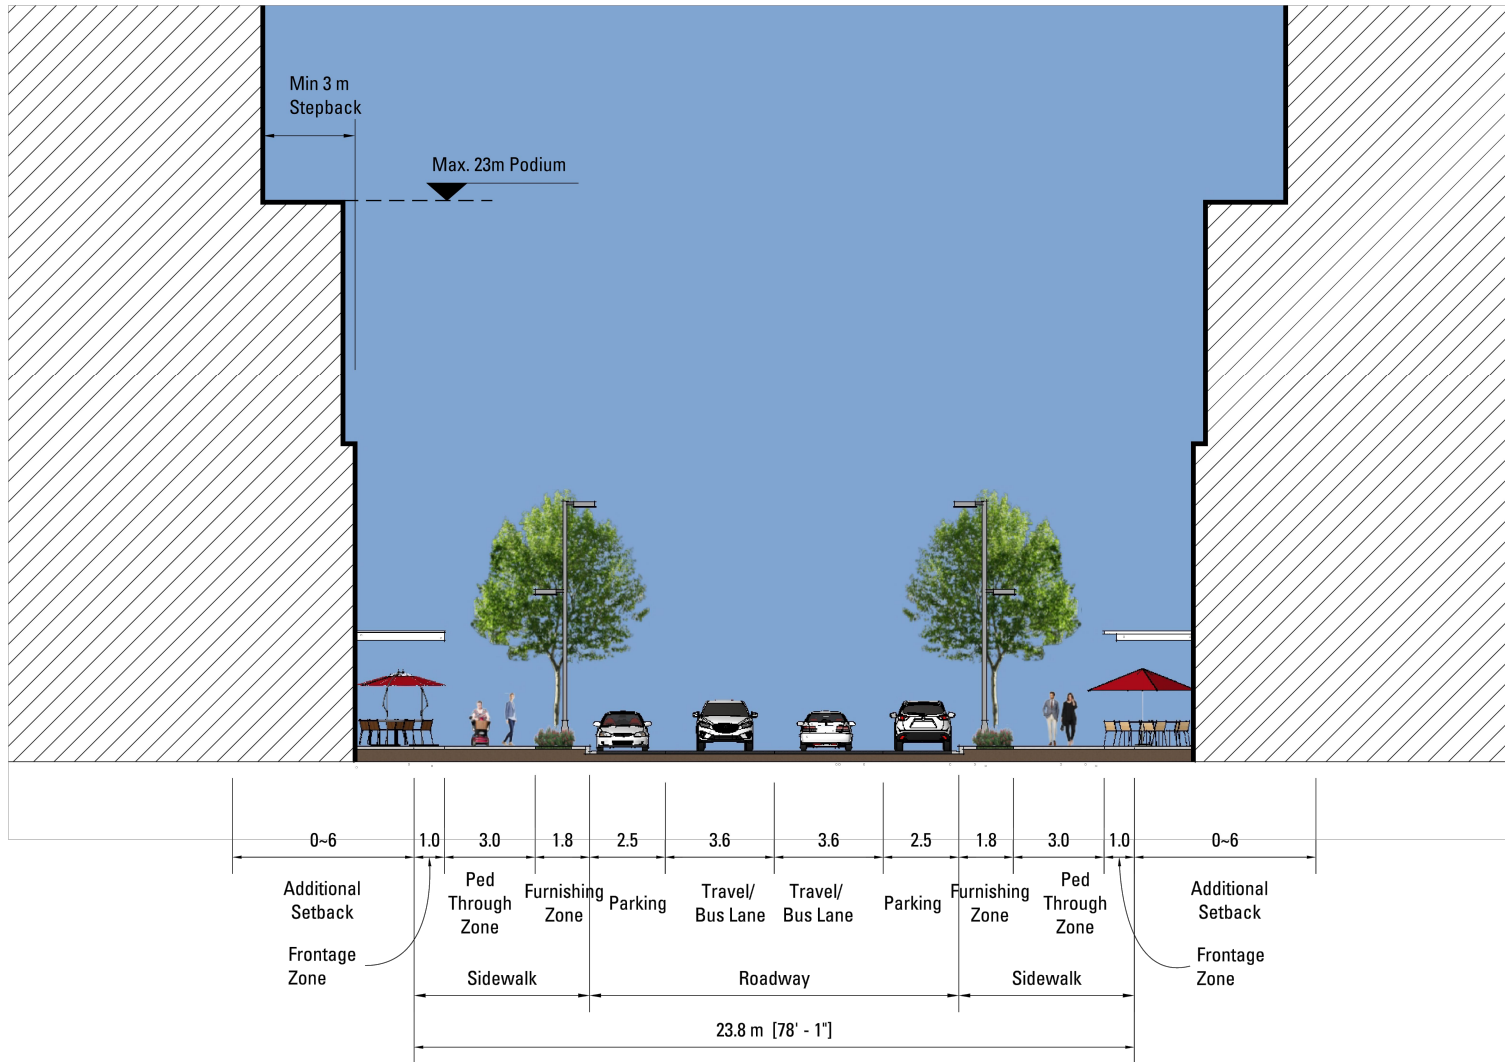 Min 3 m
Stepback
Max. 23m Podium
0~6
1.0
3.0
1.8
2.5
3.6
3.6
2.5
1.8
3.0
1.0
0~6
Additional
Setback
Ped
Through
Zone
Furnishing
Zone
Parking
Travel/
Bus Lane
Travel/
Bus Lane
Parking
Furnishing
Zone
Ped
Through
Zone
Additional
Setback
Frontage
Zone
Frontage
Zone
Sidewalk
Roadway
Sidewalk
23.8 m [78' - 1"]